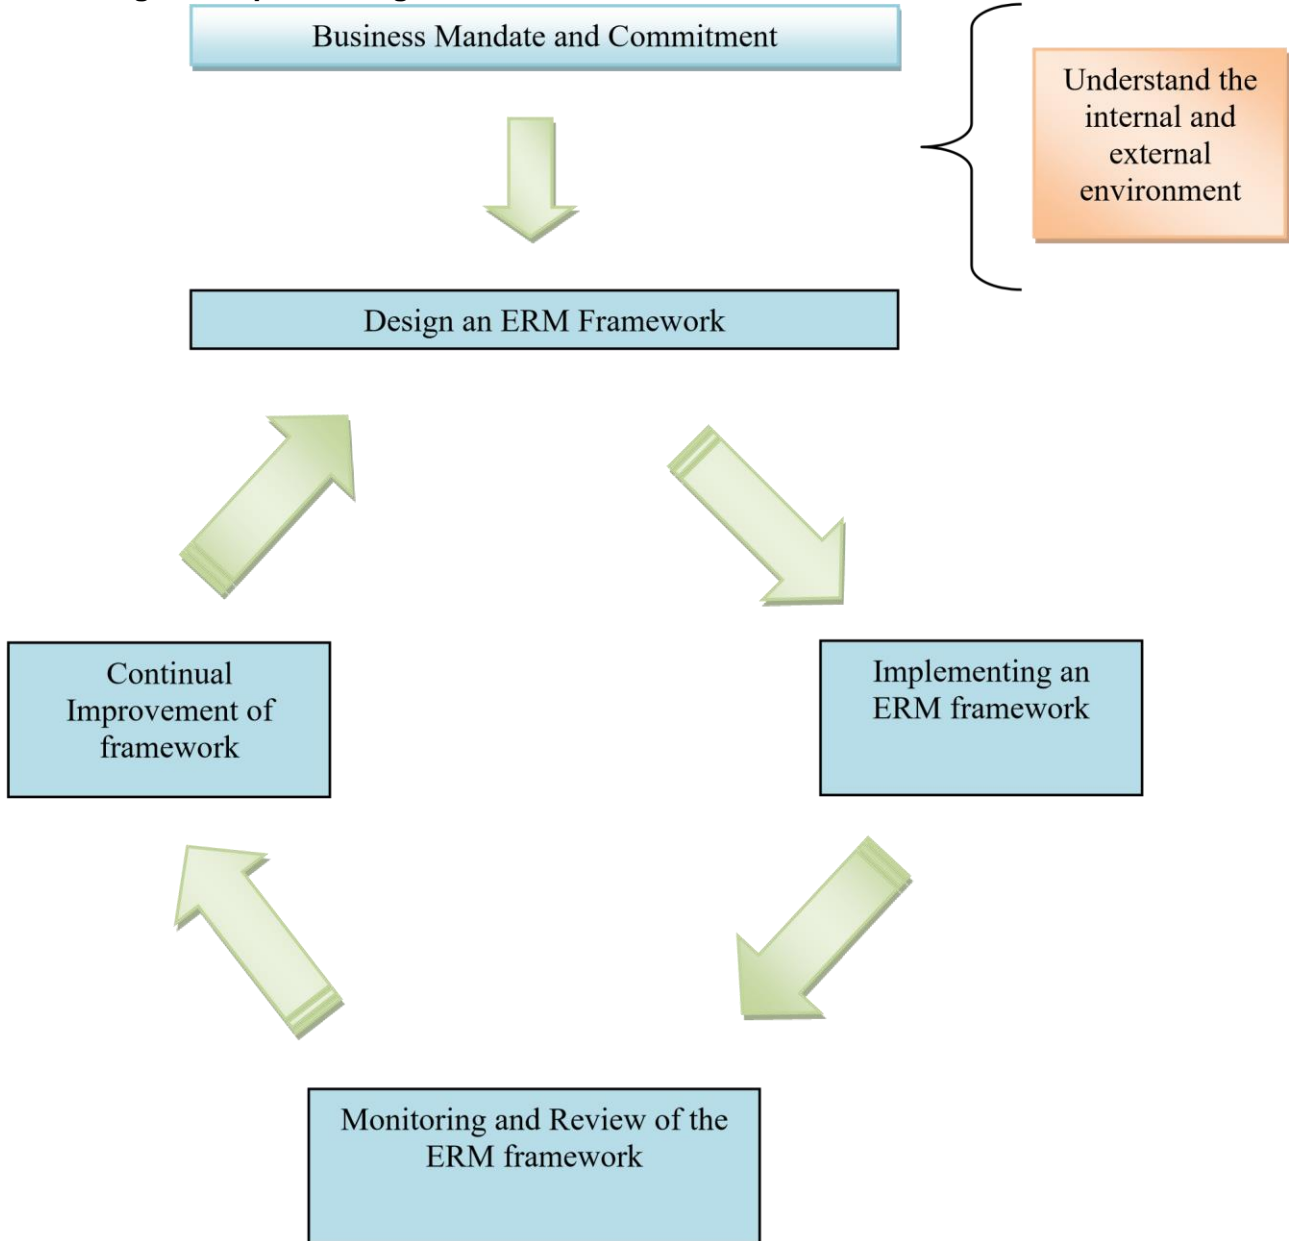 Business Mandate and Commitment
Understand the
internal and
external
environment
Design an ERM Framework
Continual
Improvement of
framework
Implementing an
ERM framework
Monitoring and Review of the
ERM framework